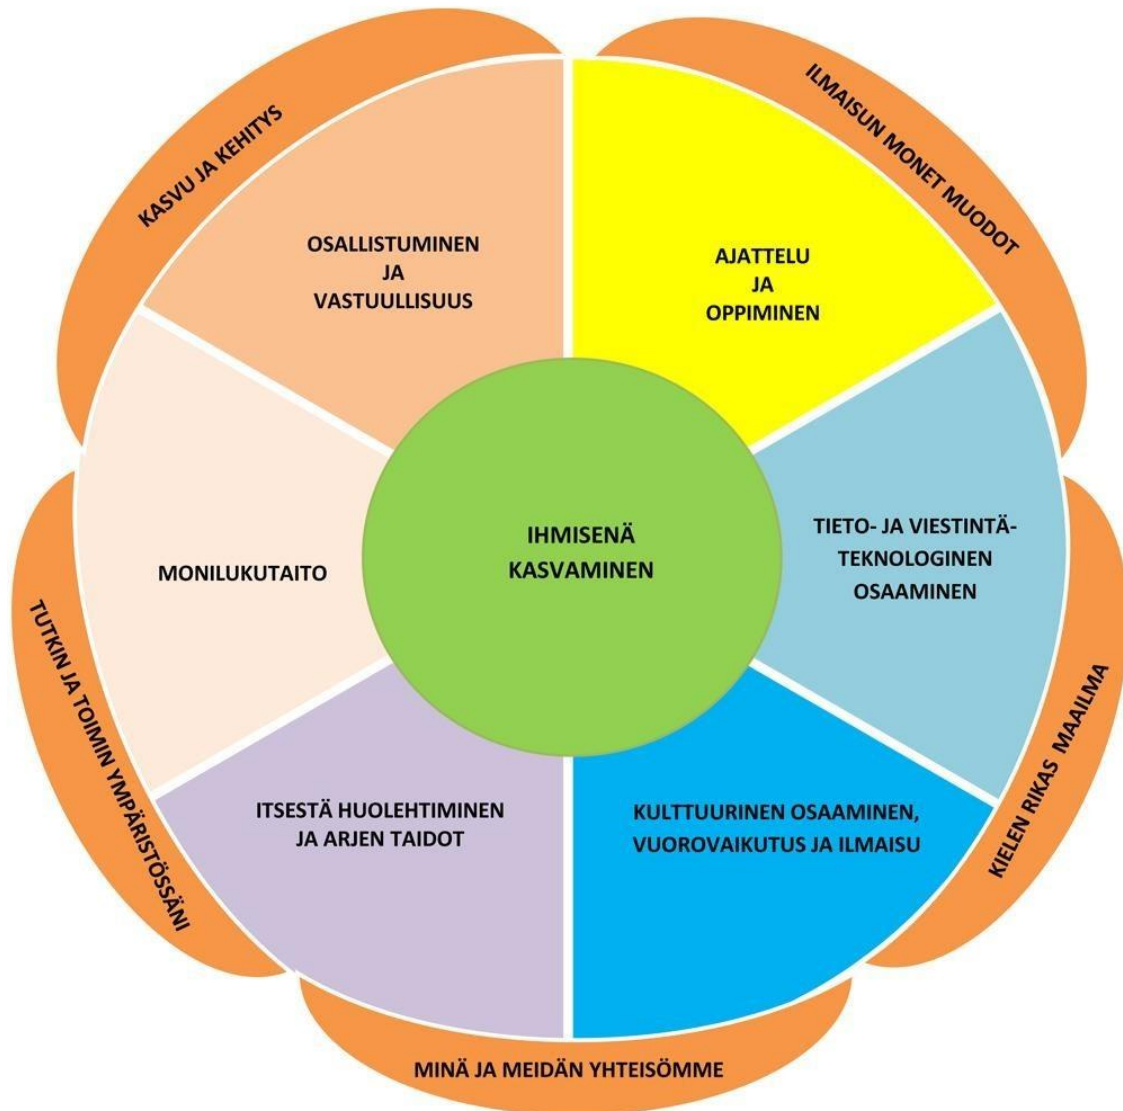 KASVU JA KEHITYS
ILMAISUN MONET MUODOT
OSALLISTUMINEN
JA
VASTUULLISUUS
AJATTELU
JA
OPPIMINEN
MONILUKUTAITO
IHMISENÄ
KASVAMINEN
TIETO- JA VIESTINTÄ-
TEKNOLOGINEN
OSAAMINEN
TUTKIN JA TOIMIN YMPÄRISTÖSSÄNI
KIELEN RIKAS MAAILMA
ITSESTÄ HUOLEHTIMINEN
JA ARJEN TAIDOT
KULTTUURINEN OSAAMINEN,
VUOROVAIKUTUS JA ILMAISU
MINÄ JA MEIDÄN YHTEISÖMME